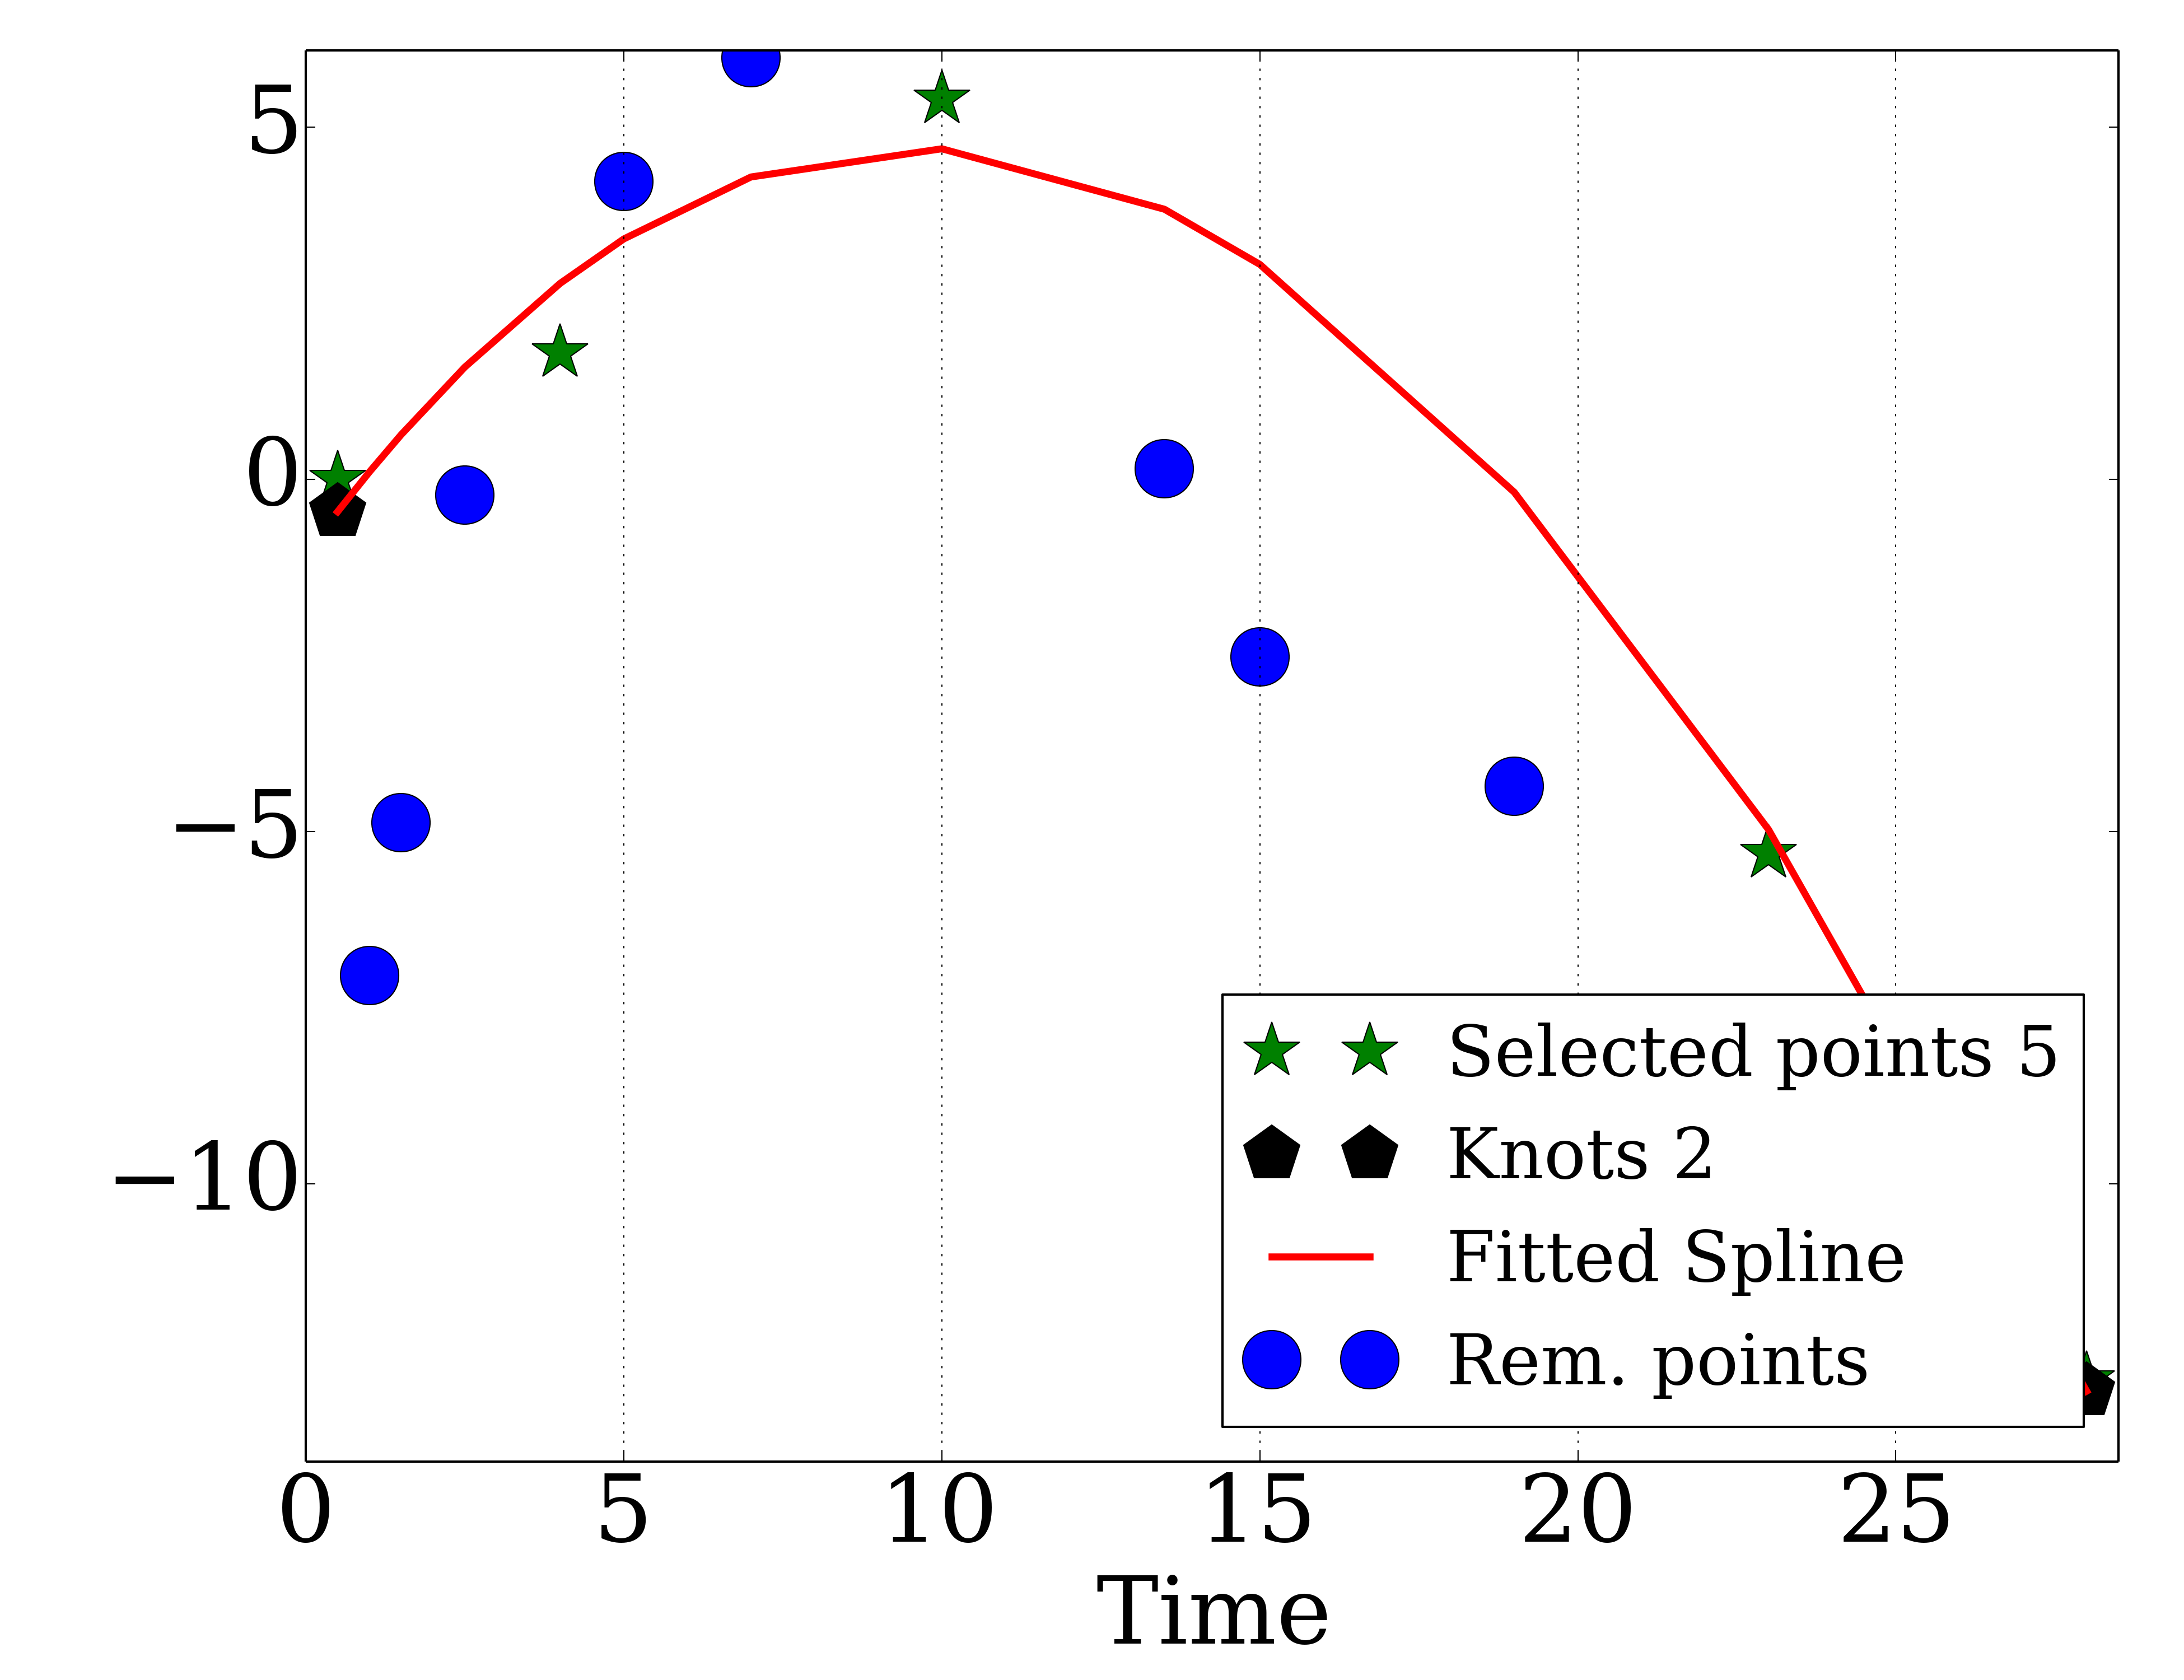 5
0
−5
−10
Selected points 5
Knots 2
Fitted Spline
Rem. points
0 5 10 15 20 25
Time